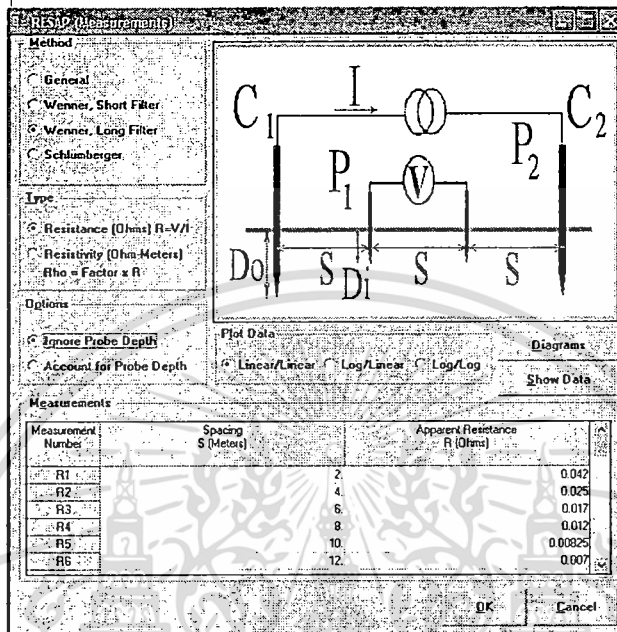 RESAP (Measurements)
Method
General
Wenner, Short Filter
Wenner, Long Filter
Schlumberger
I
C1
C2
P1
P2
V
Do
S
Di
S
S
Type
Resistance (Ohms) R=V/I
Resistivity (Ohm-Meters)
Rho = Factor x R
Options
Ignore Probe Depth
Account for Probe Depth
Plot Data
Linear/Linear
Log/Linear
Log/Log
Diagrams
Show Data
Measurements
Measurement Number
Spacing S (Meters)
Apparent Resistance R (Ohms)
R1 2. 0.042
R2 4. 0.025
R3 6. 0.017
R4 8. 0.012
R5 10. 0.00825
R6 12. 0.007
OK
Cancel